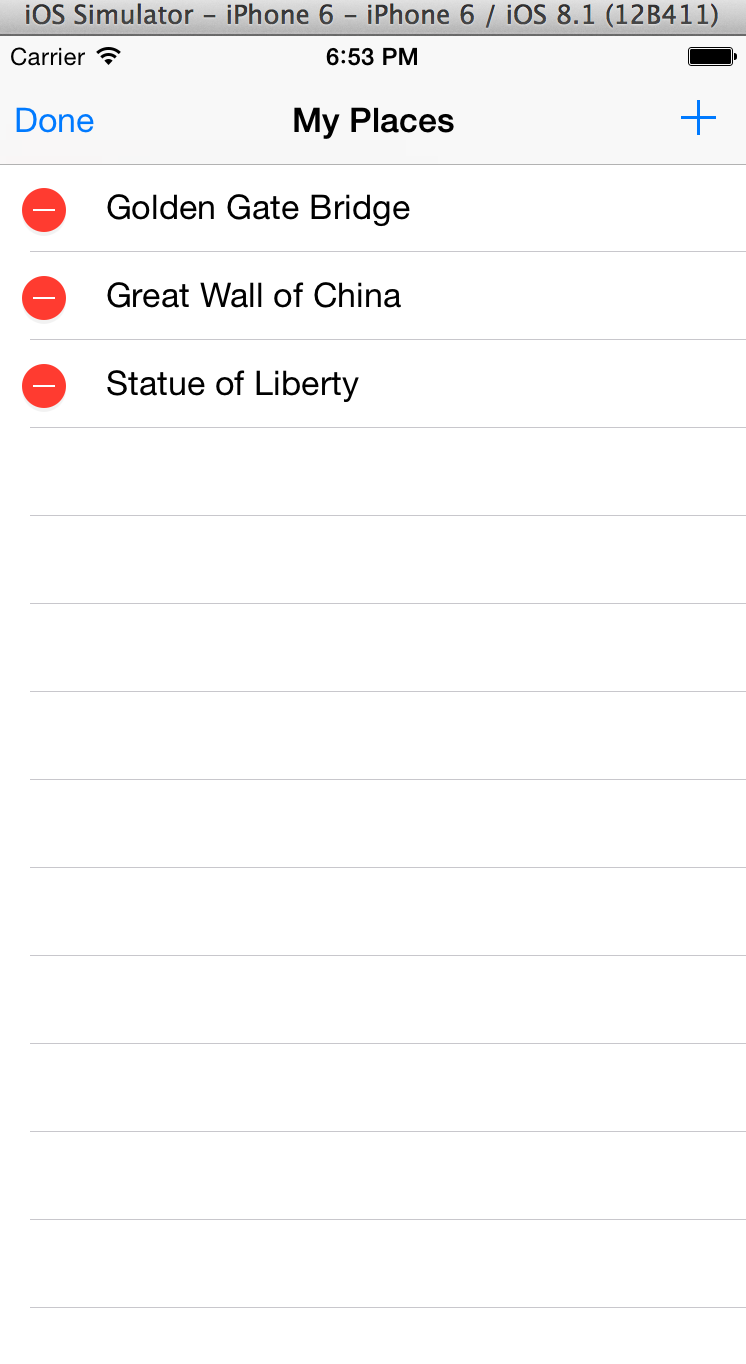 iOS Simulator – iPhone 6 – iPhone 6 / iOS 8.1 (12B411)
Carrier 6:53 PM
Done My Places +
Golden Gate Bridge
Great Wall of China
Statue of Liberty